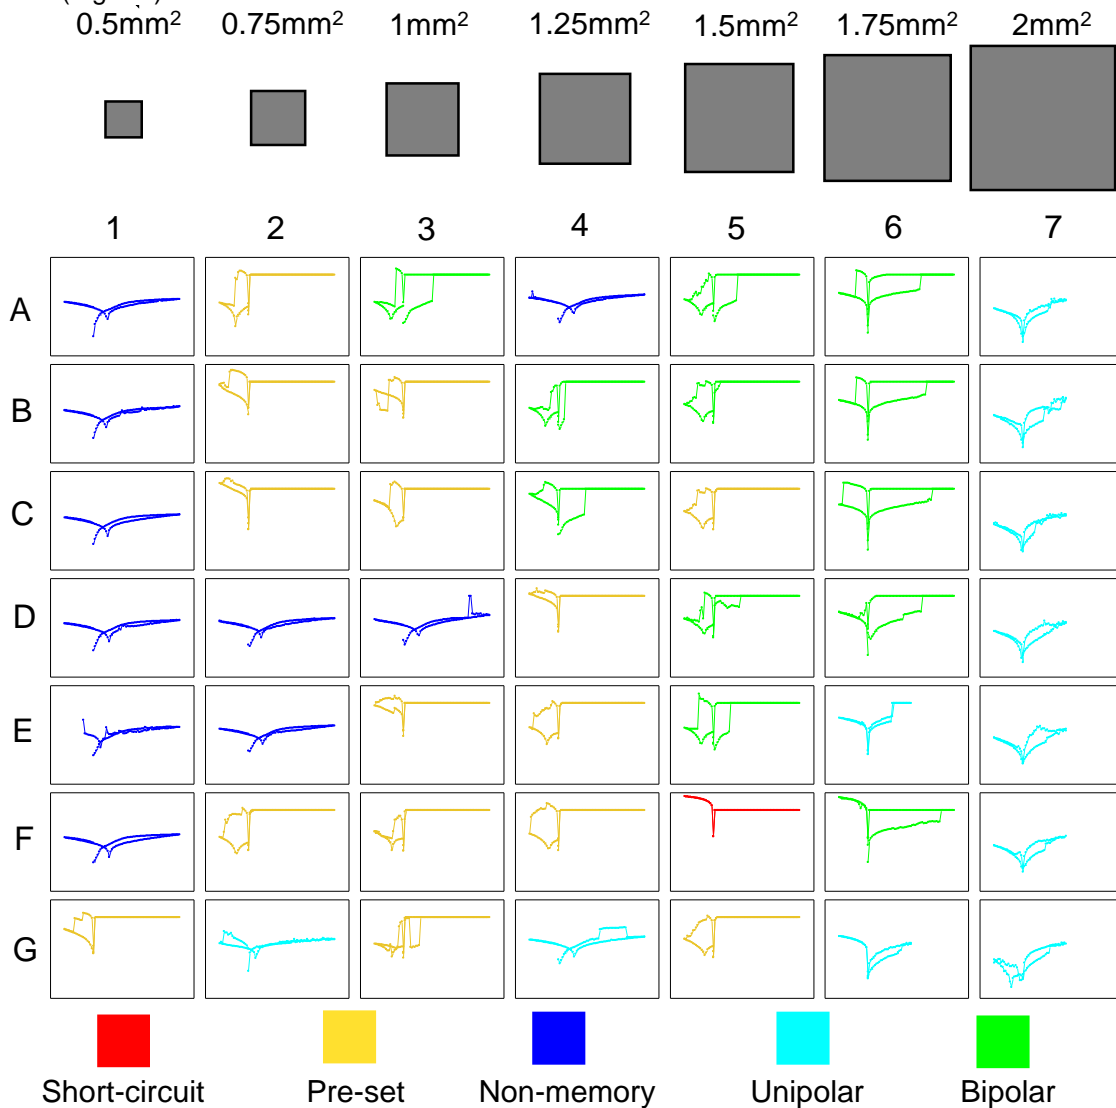 0.5mm² 0.75mm² 1mm² 1.25mm² 1.5mm² 1.75mm² 2mm²
1 2 3 4 5 6 7
A
B
C
D
E
F
G
Short-circuit Pre-set Non-memory Unipolar Bipolar